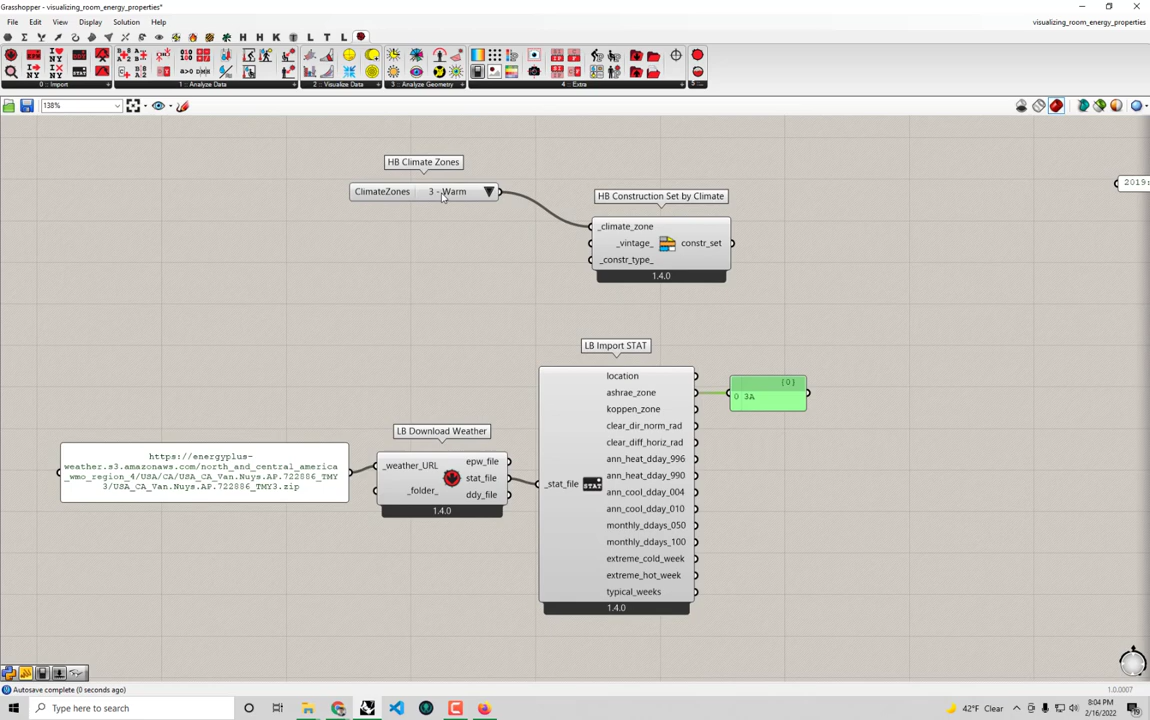 Grasshopper - visualizing_room_energy_properties*
File Edit View Display Solution Help
visualizing_room_energy_properties*
0 :: Import
1 :: Analyze Data
2 :: Visualize Data
3 :: Analyze Geometry
4 :: Extra
138%
HB Climate Zones
ClimateZones 3 - Warm
HB Construction Set by Climate
_climate_zone
_vintage_
_constr_type_
constr_set
1.4.0
2019:
LB Import STAT
_stat_file
STAT
location
ashrae_zone
koppen_zone
clear_dir_norm_rad
clear_diff_horiz_rad
ann_heat_dday_996
ann_heat_dday_990
ann_cool_dday_004
ann_cool_dday_010
monthly_ddays_050
monthly_ddays_100
extreme_cold_week
extreme_hot_week
typical_weeks
1.4.0
{0}
0 3A
LB Download Weather
_weather_URL
_folder_
epw_file
stat_file
ddy_file
1.4.0
https://energyplus-
weather.s3.amazonaws.com/north_and_central_america
_wmo_region_4/USA/CA/USA_CA_Van.Nuys.AP.722886_TMY
3/USA_CA_Van.Nuys.AP.722886_TMY3.zip
Autosave complete (0 seconds ago)
1.0.0007
Type here to search
42°F Clear
8:04 PM
2/16/2022